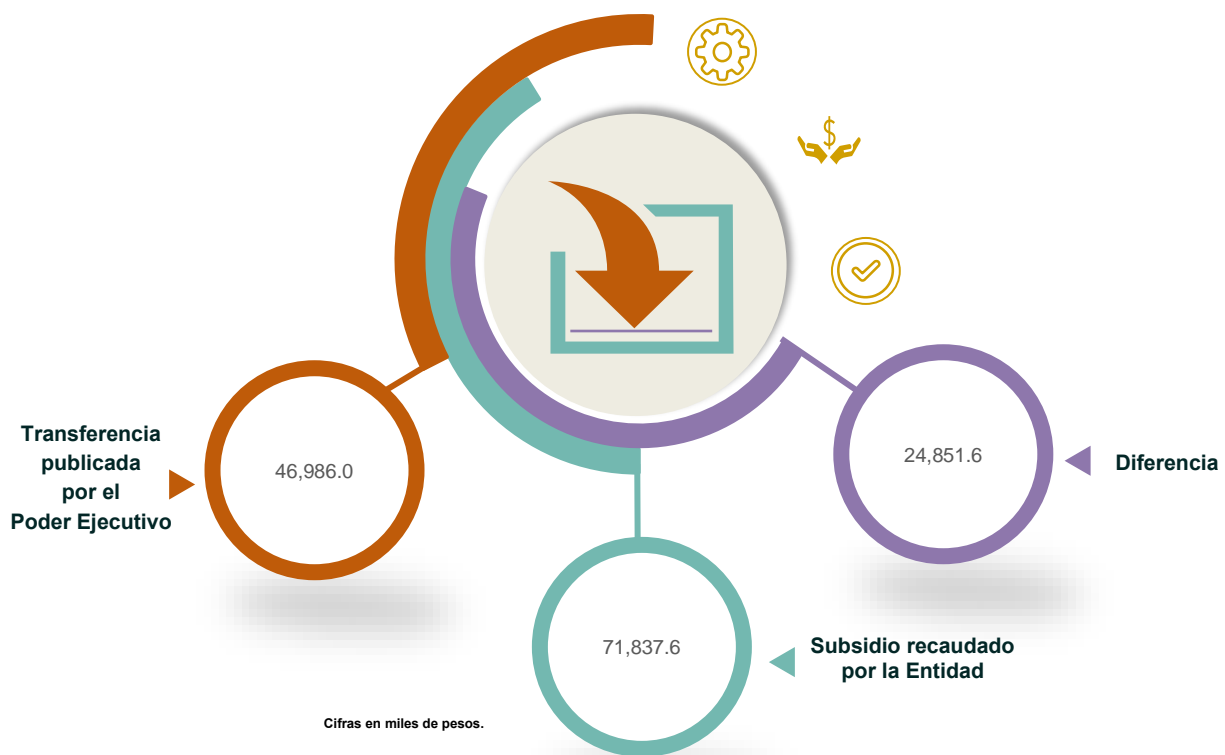 Transferencia
publicada
por el
Poder Ejecutivo
46,986.0
24,851.6
Diferencia
71,837.6
Subsidio recaudado
por la Entidad
Cifras en miles de pesos.
$